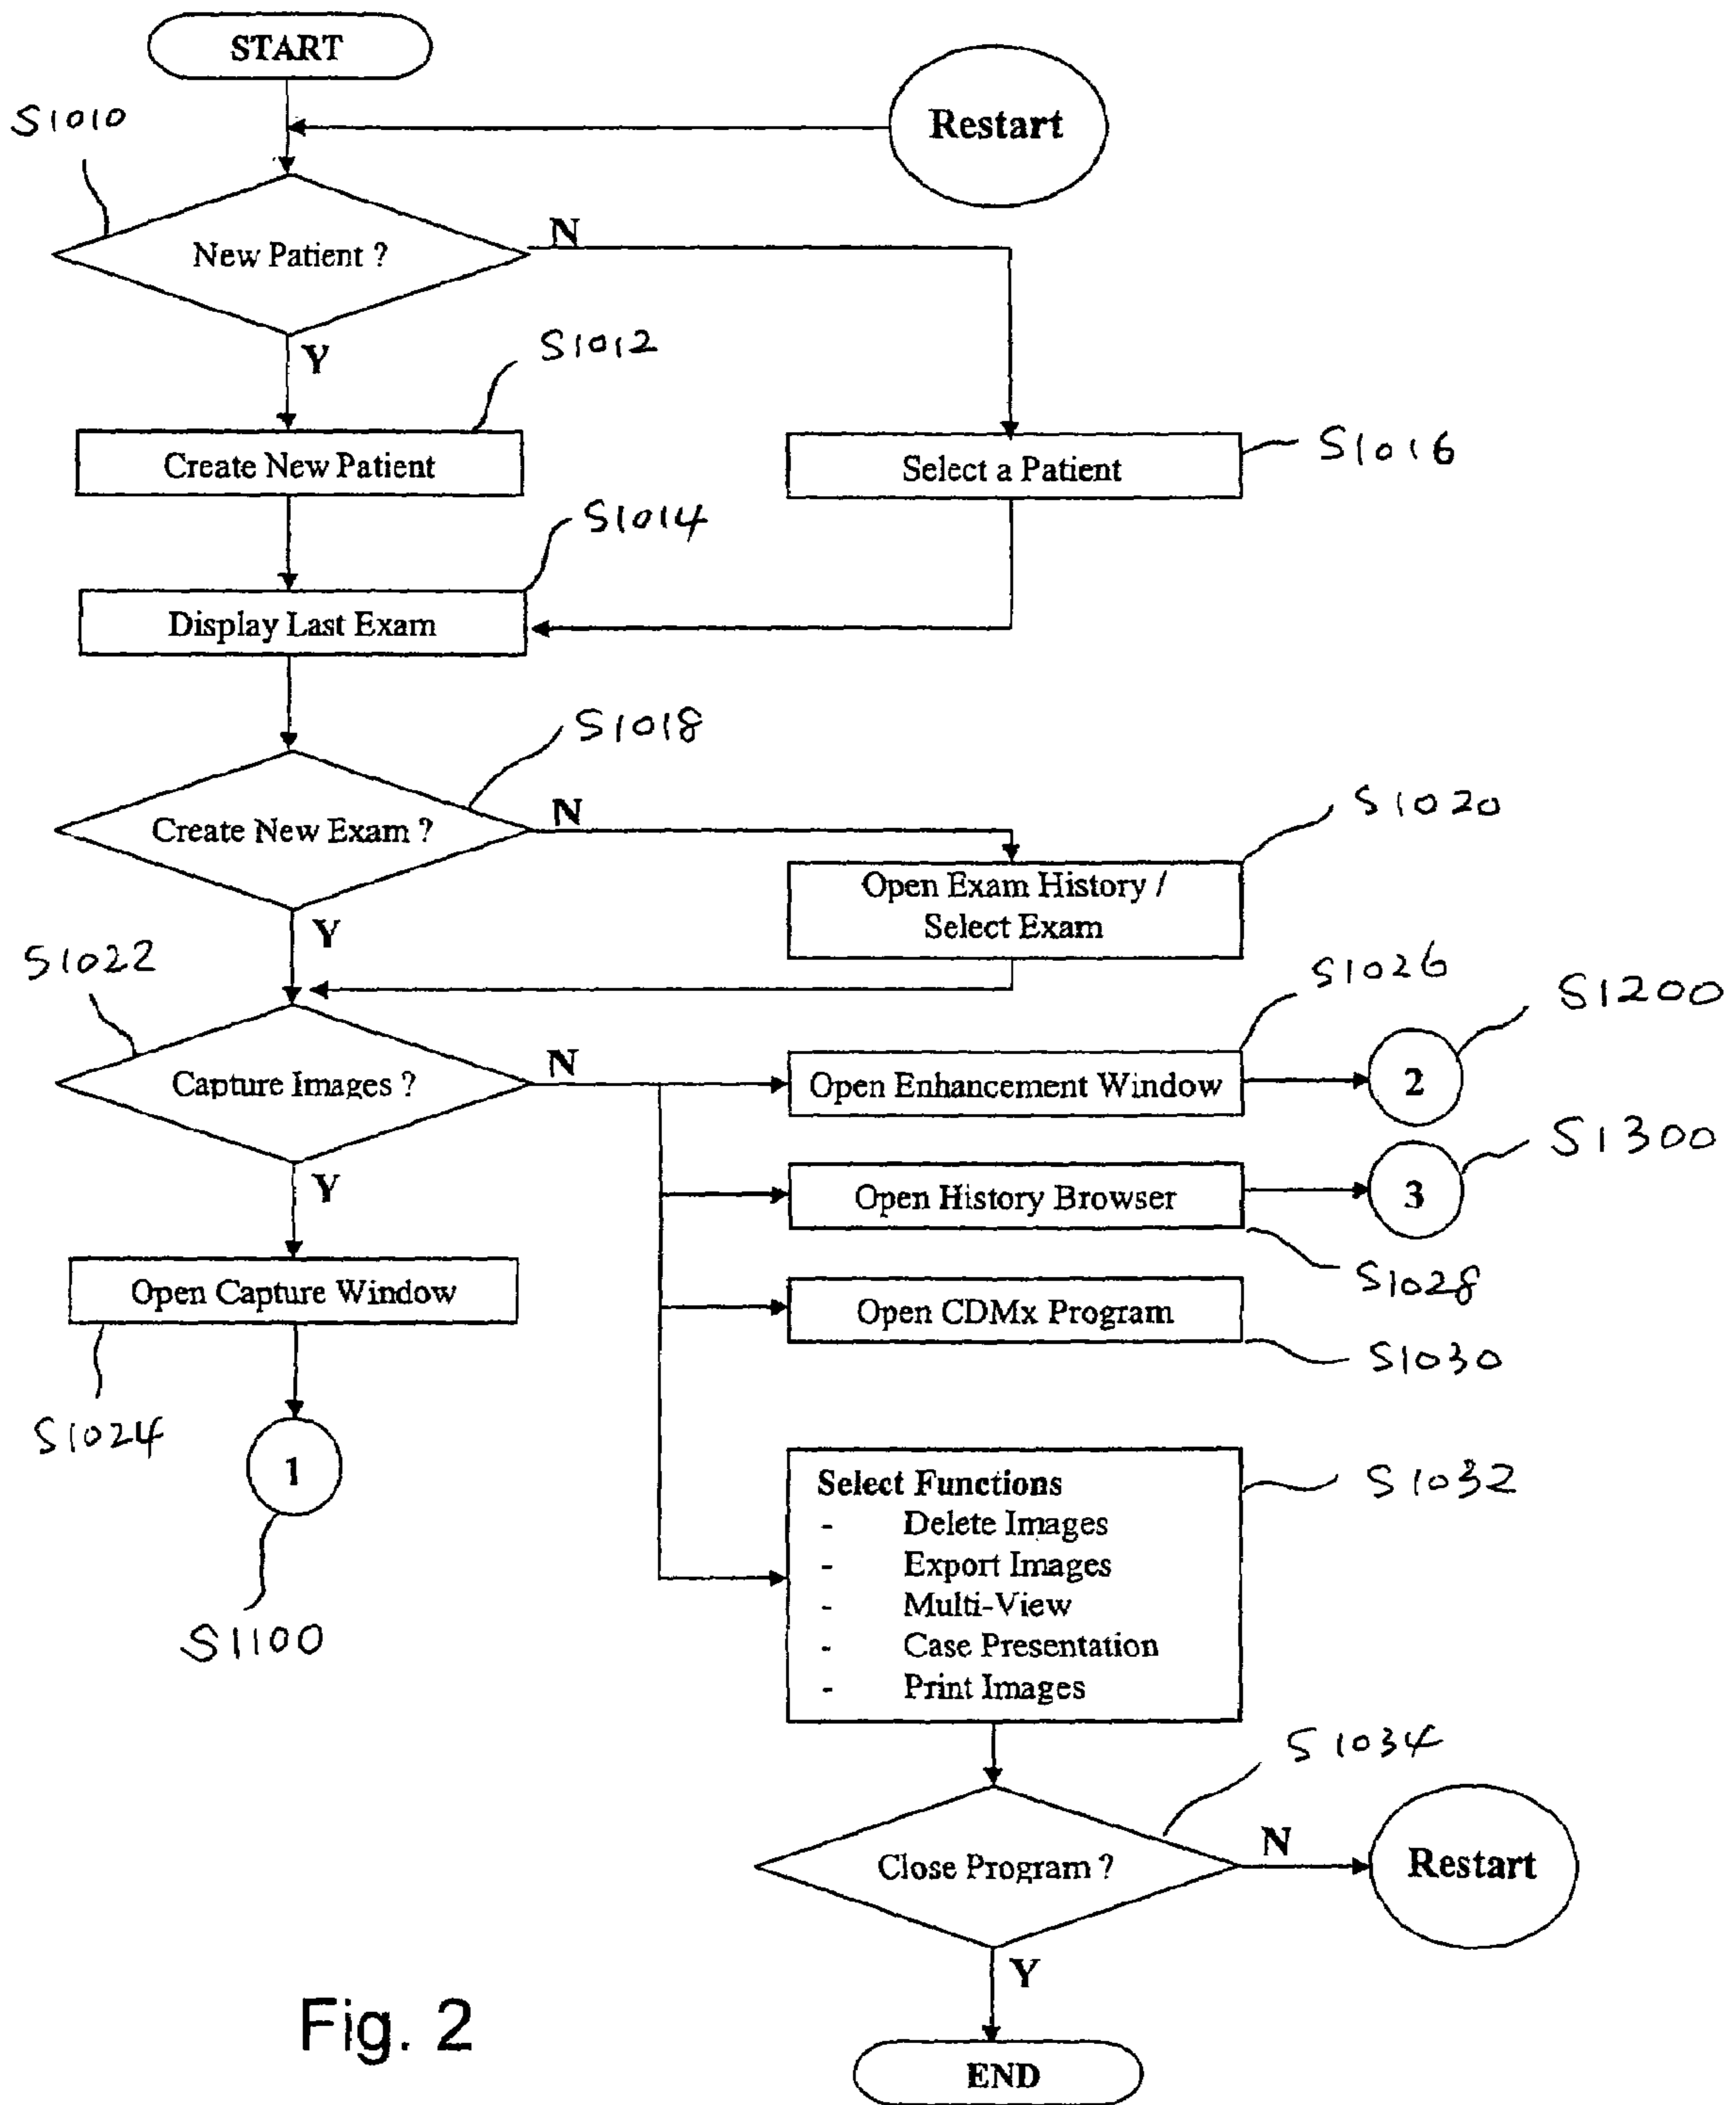 START
Restart
S1010
New Patient ?
N
Y
S1012
Create New Patient
Select a Patient
S1016
S1014
Display Last Exam
S1018
Create New Exam ?
N
S1020
Open Exam History /
Select Exam
Y
S1022
Capture Images ?
N
S1026
Open Enhancement Window
2
S1200
Open History Browser
3
S1300
S1028
Y
Open Capture Window
Open CDMx Program
S1030
S1024
1
S1100
Select Functions
- Delete Images
- Export Images
- Multi-View
- Case Presentation
- Print Images
S1032
S1034
Close Program ?
N
Restart
Y
END
Fig. 2